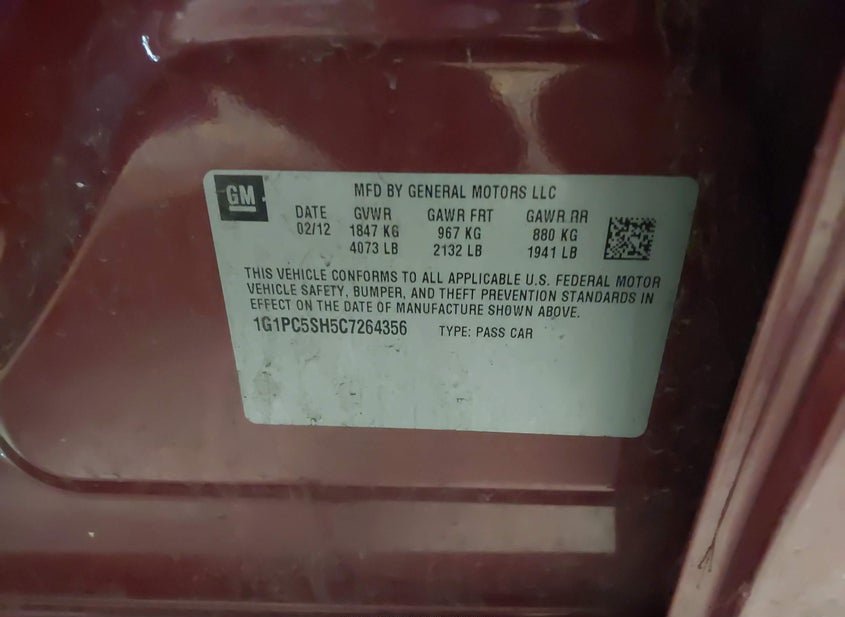 GM
MFD BY GENERAL MOTORS LLC
DATE GVWR GAWR FRT GAWR RR
02/12 1847 KG 967 KG 880 KG
4073 LB 2132 LB 1941 LB
THIS VEHICLE CONFORMS TO ALL APPLICABLE U.S. FEDERAL MOTOR
VEHICLE SAFETY, BUMPER, AND THEFT PREVENTION STANDARDS IN
EFFECT ON THE DATE OF MANUFACTURE SHOWN ABOVE.
1G1PC5SH5C7264356 TYPE: PASS CAR